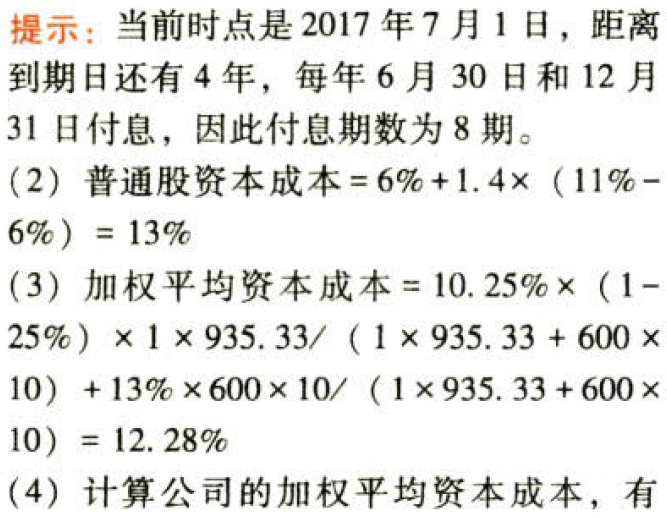 提示：当前时点是 2017 年 7 月 1 日，距离
到期日还有 4 年，每年 6 月 30 日和 12 月
31 日付息，因此付息期数为 8 期。
(2) 普通股资本成本 = 6% + 1.4× (11% -
6%) = 13%
(3) 加权平均资本成本 = 10.25% × (1 -
25%) × 1 × 935.33/ (1 × 935.33 + 600 ×
10) + 13% × 600 × 10/ (1 × 935.33 + 600 ×
10) = 12.28%
(4) 计算公司的加权平均资本成本，有